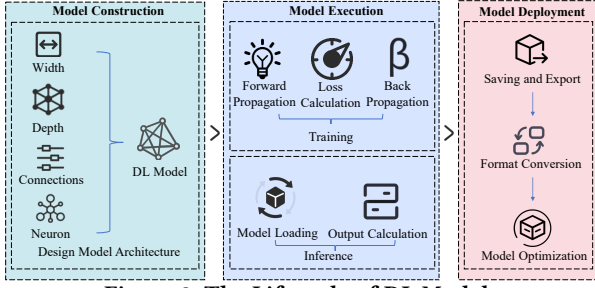 Model Construction
Width
Depth
Connections
Neuron
DL Model
Design Model Architecture
Model Execution
Forward
Propagation
Loss
Calculation
β
Back
Propagation
Training
Model Loading
Output Calculation
Inference
Model Deployment
Saving and Export
Format Conversion
Model Optimization